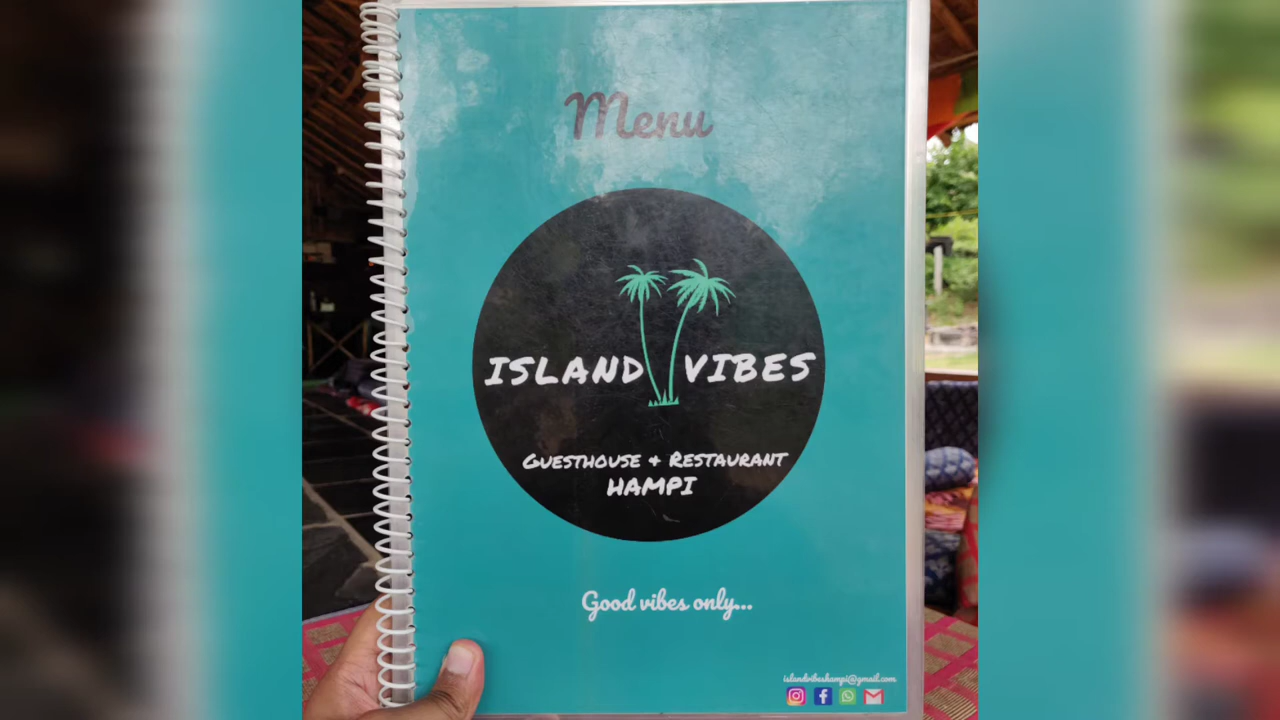 Menu
ISLAND VIBES
GUESTHOUSE + RESTAURANT
HAMPI
Good vibes only...
islandvibeshampi@gmail.com